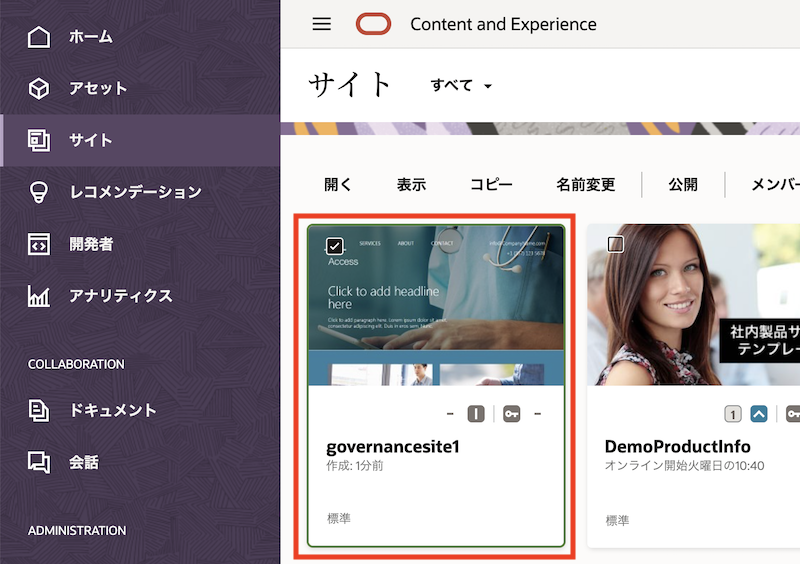 ホーム
アセット
サイト
レコメンデーション
開発者
アナリティクス
COLLABORATION
ドキュメント
会話
ADMINISTRATION
Content and Experience
サイト
すべて
開く 表示 コピー 名前変更 公開 メンバー
SERVICES ABOUT CONTACT
Access
Click to add headline
here
Click to add paragraph here. Lorem ipsum dolor sit amet,
consectetur adipiscing elit. Duis in eros sem.
governancesite1
作成: 1分前
標準
社内製品サ
テンプレー
1
DemoProductInfo
オンライン開始火曜日の10:40
標準